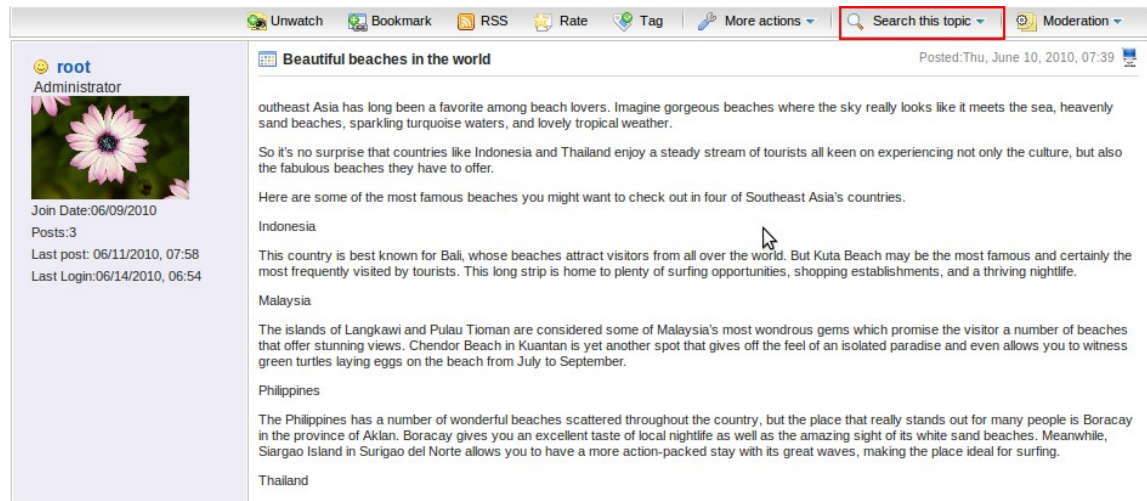 Unwatch Bookmark RSS Rate Tag More actions Search this topic Moderation
root
Administrator
Join Date:06/09/2010
Posts:3
Last post: 06/11/2010, 07:58
Last Login:06/14/2010, 06:54
Beautiful beaches in the world
Posted:Thu, June 10, 2010, 07:39
outheast Asia has long been a favorite among beach lovers. Imagine gorgeous beaches where the sky really looks like it meets the sea, heavenly
sand beaches, sparkling turquoise waters, and lovely tropical weather.
So it's no surprise that countries like Indonesia and Thailand enjoy a steady stream of tourists all keen on experiencing not only the culture, but also
the fabulous beaches they have to offer.
Here are some of the most famous beaches you might want to check out in four of Southeast Asia's countries.
Indonesia
This country is best known for Bali, whose beaches attract visitors from all over the world. But Kuta Beach may be the most famous and certainly the
most frequently visited by tourists. This long strip is home to plenty of surfing opportunities, shopping establishments, and a thriving nightlife.
Malaysia
The islands of Langkawi and Pulau Tioman are considered some of Malaysia's most wondrous gems which promise the visitor a number of beaches
that offer stunning views. Chendor Beach in Kuantan is yet another spot that gives off the feel of an isolated paradise and even allows you to witness
green turtles laying eggs on the beach from July to September.
Philippines
The Philippines has a number of wonderful beaches scattered throughout the country, but the place that really stands out for many people is Boracay
in the province of Aklan. Boracay gives you an excellent taste of local nightlife as well as the amazing sight of its white sand beaches. Meanwhile,
Siargao Island in Surigao del Norte allows you to have a more action-packed stay with its great waves, making the place ideal for surfing.
Thailand